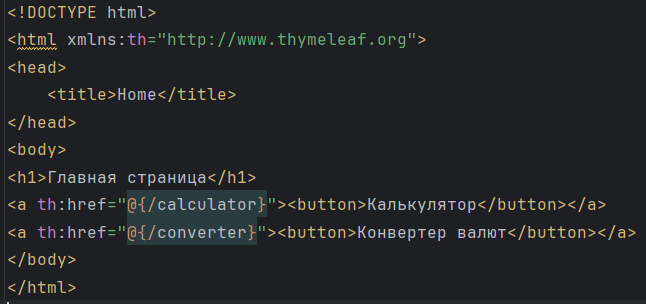 <!DOCTYPE html>
<html xmlns:th="http://www.thymeleaf.org">
<head>
    <title>Home</title>
</head>
<body>
<h1>Главная страница</h1>
<a th:href="@{/calculator}"><button>Калькулятор</button></a>
<a th:href="@{/converter}"><button>Конвертер валют</button></a>
</body>
</html>